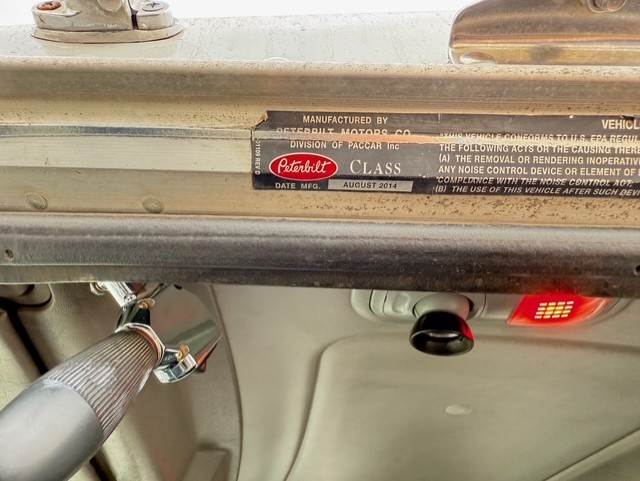 MANUFACTURED BY
PETERBILT MOTORS CO
DIVISION OF PACCAR Inc
Peterbilt CLASS
DATE MFG. AUGUST 2014
THIS VEHICLE CONFORMS TO U.S. EPA REGUL
THE FOLLOWING ACTS OR THE CAUSING THERE
(A) THE REMOVAL OR RENDERING INOPERATI
ANY NOISE CONTROL DEVICE OR ELEMENT OF
COMPLIANCE WITH THE NOISE CONTROL ACT.
(B) THE USE OF THIS VEHICLE AFTER SUCH DEVI